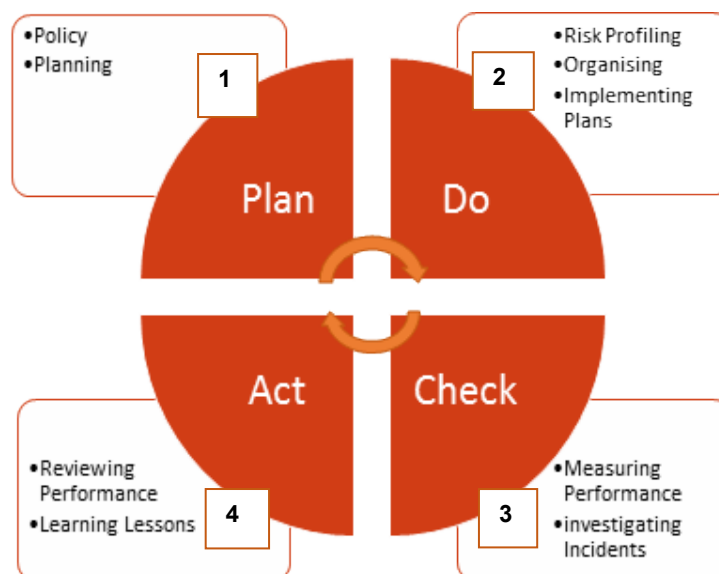 •Policy
•Planning
1
Plan
2
•Risk Profiling
•Organising
•Implementing
Plans
Do
Act
•Reviewing
Performance
•Learning Lessons
4
Check
3
•Measuring
Performance
•investigating
Incidents